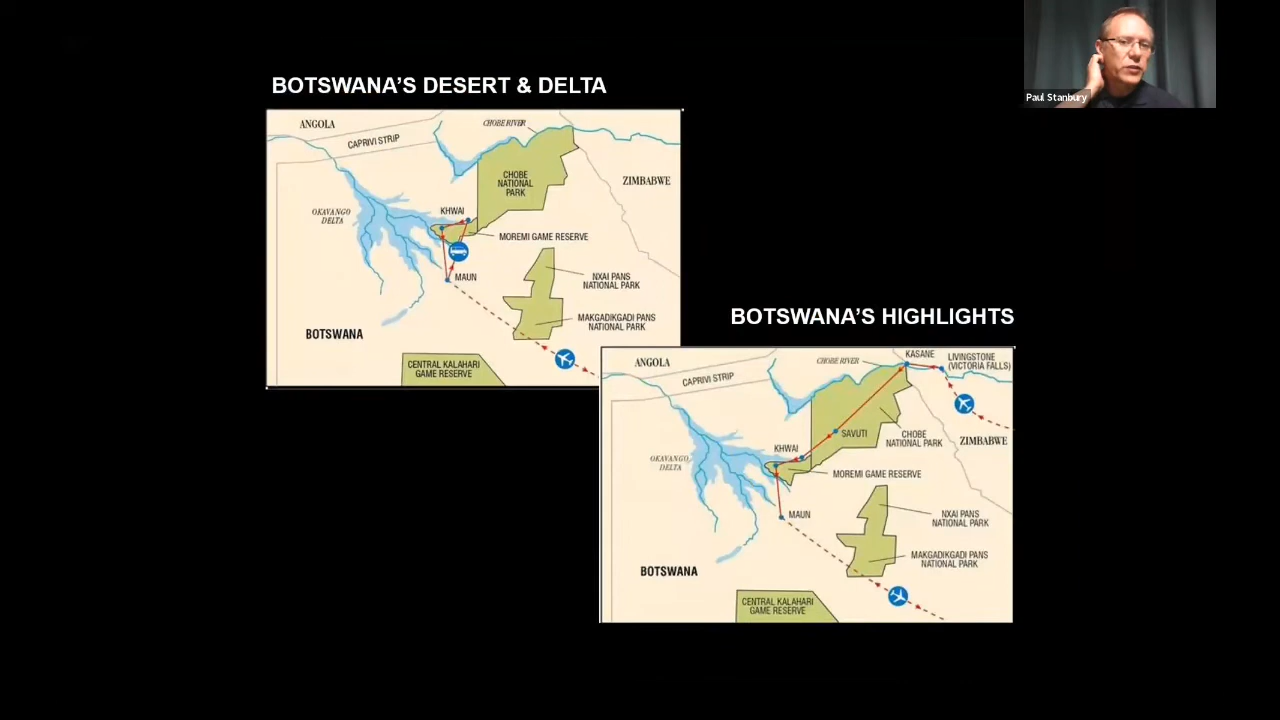 Paul Stanbury
BOTSWANA'S DESERT & DELTA
ANGOLA
CAPRIVI STRIP
CHOBE RIVER
CHOBE
NATIONAL
PARK
ZIMBABWE
OKAVANGO
DELTA
KHWAI
MOREMI GAME RESERVE
MAUN
NXAI PANS
NATIONAL PARK
MAKGADIKGADI PANS
NATIONAL PARK
BOTSWANA
CENTRAL KALAHARI
GAME RESERVE
BOTSWANA'S HIGHLIGHTS
ANGOLA
CAPRIVI STRIP
CHOBE RIVER
KASANE
LIVINGSTONE
(VICTORIA FALLS)
SAVUTI
CHOBE
NATIONAL PARK
ZIMBABWE
OKAVANGO
DELTA
KHWAI
MOREMI GAME RESERVE
MAUN
NXAI PANS
NATIONAL PARK
MAKGADIKGADI PANS
NATIONAL PARK
BOTSWANA
CENTRAL KALAHARI
GAME RESERVE